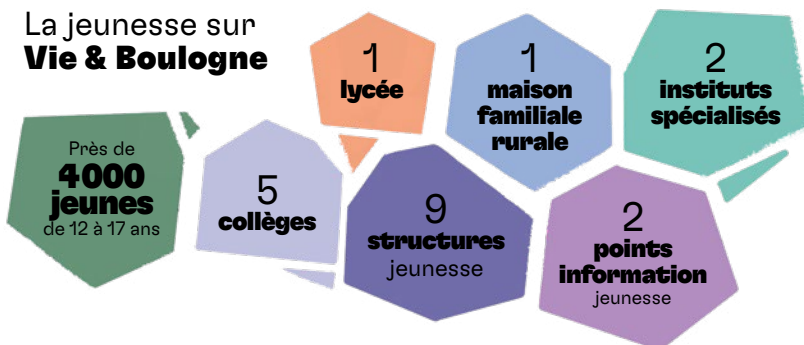 La jeunesse sur
Vie & Boulogne
1
lycée
1
maison
familiale
rurale
2
instituts
spécialisés
Près de
4000
jeunes
de 12 à 17 ans
5
collèges
9
structures
jeunesse
2
points
information
jeunesse